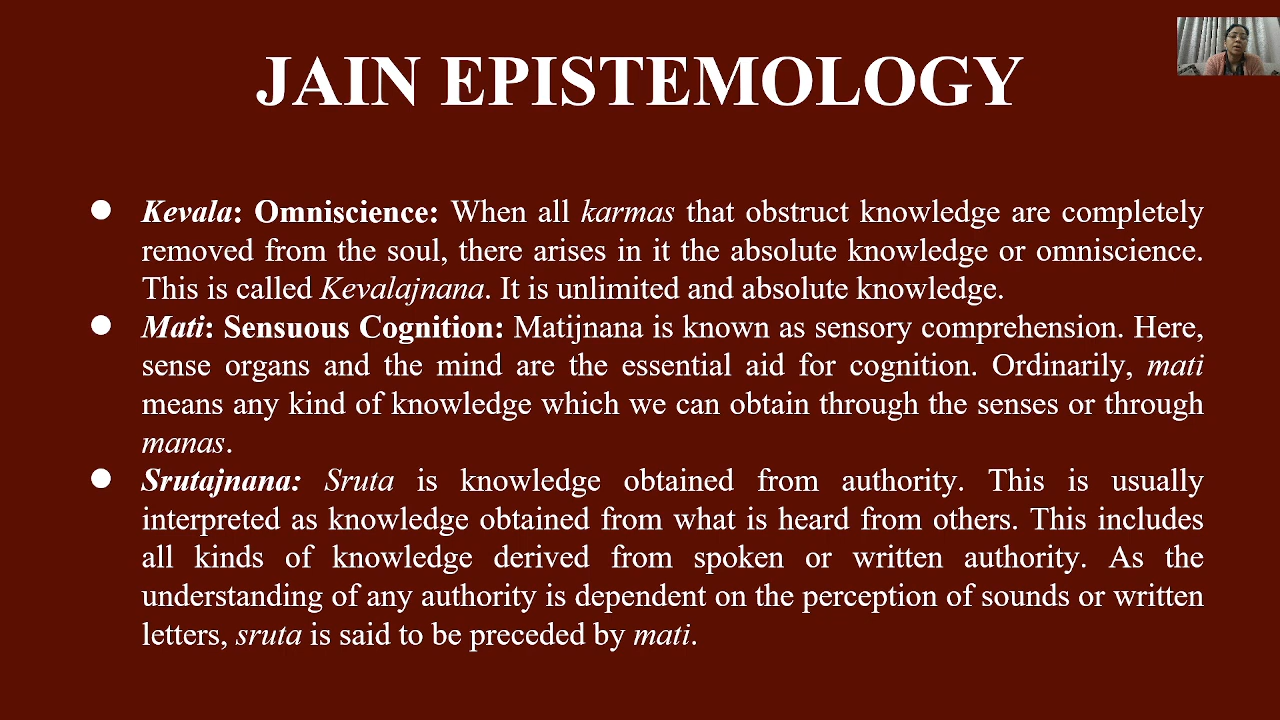 JAIN EPISTEMOLOGY
● Kevala: Omniscience: When all karmas that obstruct knowledge are completely
removed from the soul, there arises in it the absolute knowledge or omniscience.
This is called Kevalajnana. It is unlimited and absolute knowledge.
● Mati: Sensuous Cognition: Matijnana is known as sensory comprehension. Here,
sense organs and the mind are the essential aid for cognition. Ordinarily, mati
means any kind of knowledge which we can obtain through the senses or through
manas.
● Srutajnana: Sruta is knowledge obtained from authority. This is usually
interpreted as knowledge obtained from what is heard from others. This includes
all kinds of knowledge derived from spoken or written authority. As the
understanding of any authority is dependent on the perception of sounds or written
letters, sruta is said to be preceded by mati.